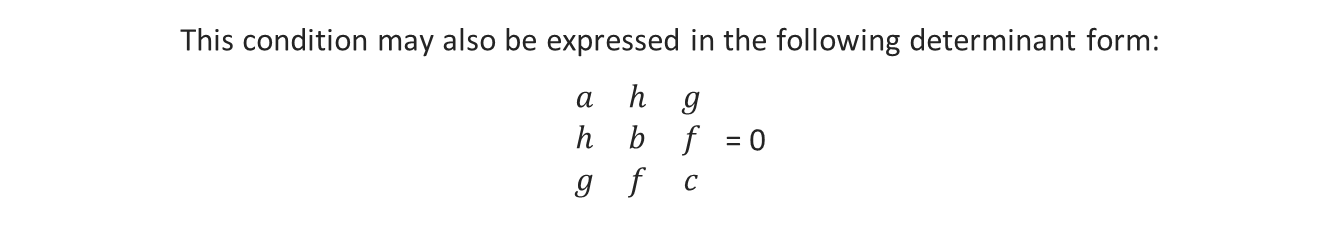 This condition may also be expressed in the following determinant form:
a h g
h b f = 0
g f c